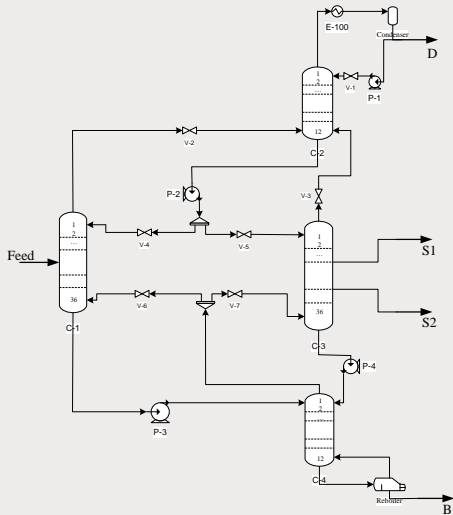 E-100
Condenser
D
1
2
...
12
V-1
P-1
V-2
C-2
P-2
V-3
V-4
V-5
1
2
...
36
1
2
...
36
Feed
S1
S2
V-6
V-7
C-1
C-3
P-4
P-3
1
2
...
12
C-4
Reboiler
B